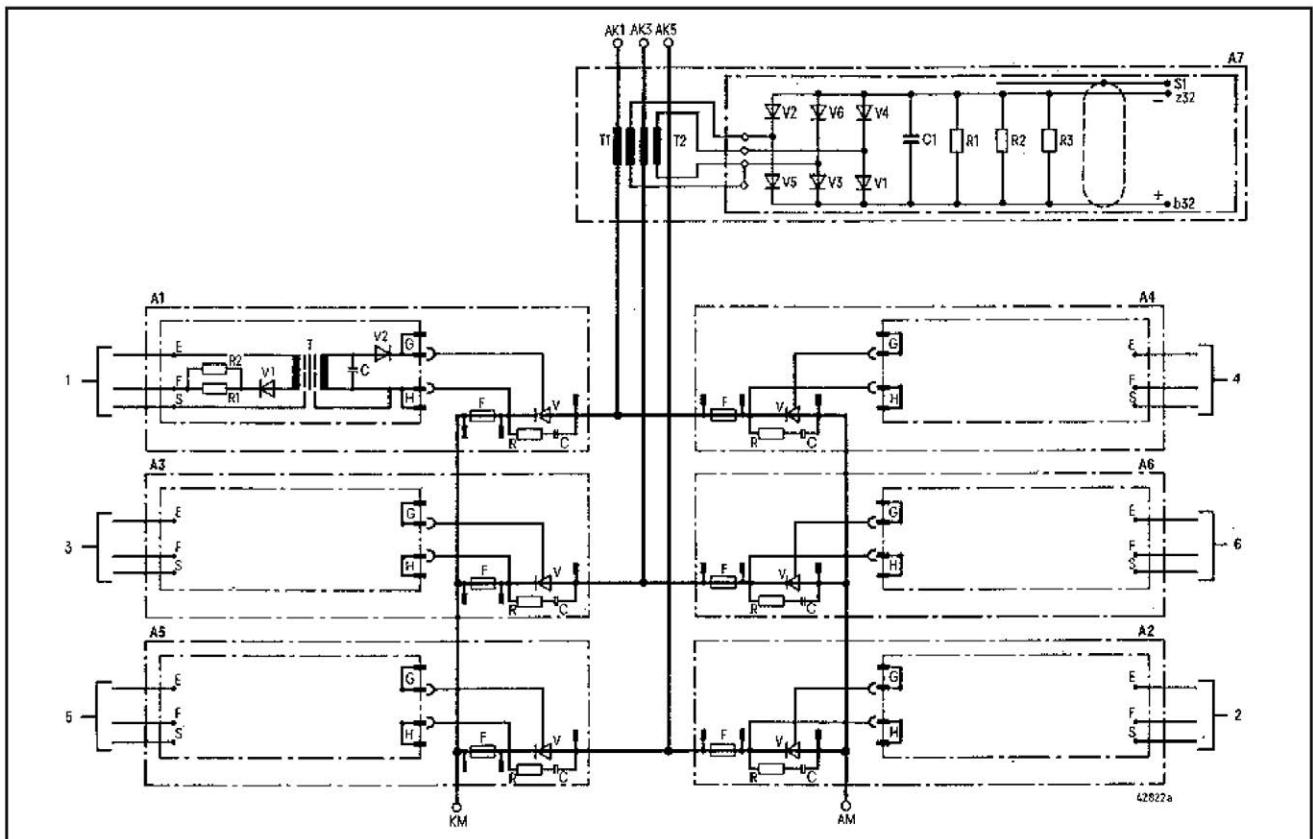 AK1 AK3 AK5
A7
S1
z32
−
V2 V6 V4
T1 T2
C1 R1 R2 R3
V5 V3 V1
+
b32
A1
A4
E
R2
T
V2
G
C
1
F
V1
R1
S
H
F
V
R C
G
E
4
F
S
H
F
V
R C
A3
A6
E
G
3
F
S
H
F
V
R C
G
E
6
F
S
H
F
V
R C
A5
A2
E
G
5
F
S
H
F
V
R C
G
E
2
F
S
H
F
V
R C
42822a
KM AM